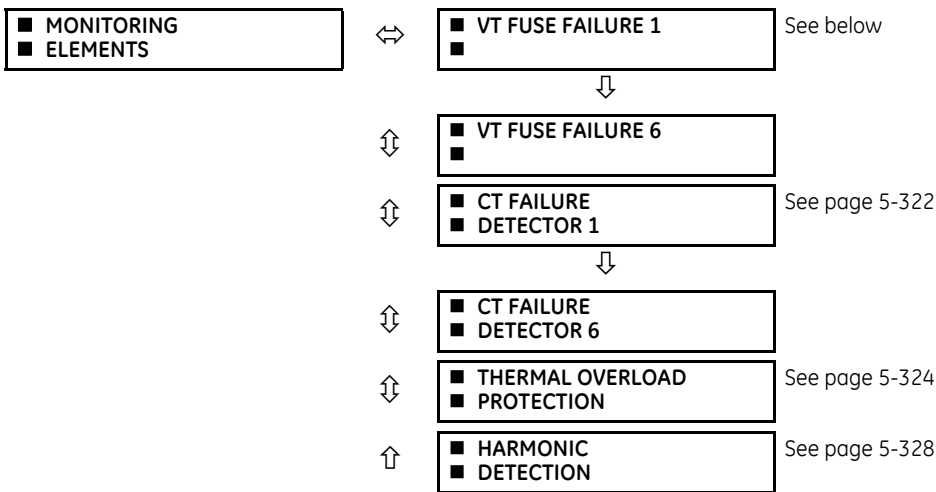 ■ MONITORING
■ ELEMENTS
■ VT FUSE FAILURE 1
■
See below
■ VT FUSE FAILURE 6
■
■ CT FAILURE
■ DETECTOR 1
See page 5-322
■ CT FAILURE
■ DETECTOR 6
■ THERMAL OVERLOAD
■ PROTECTION
See page 5-324
■ HARMONIC
■ DETECTION
See page 5-328